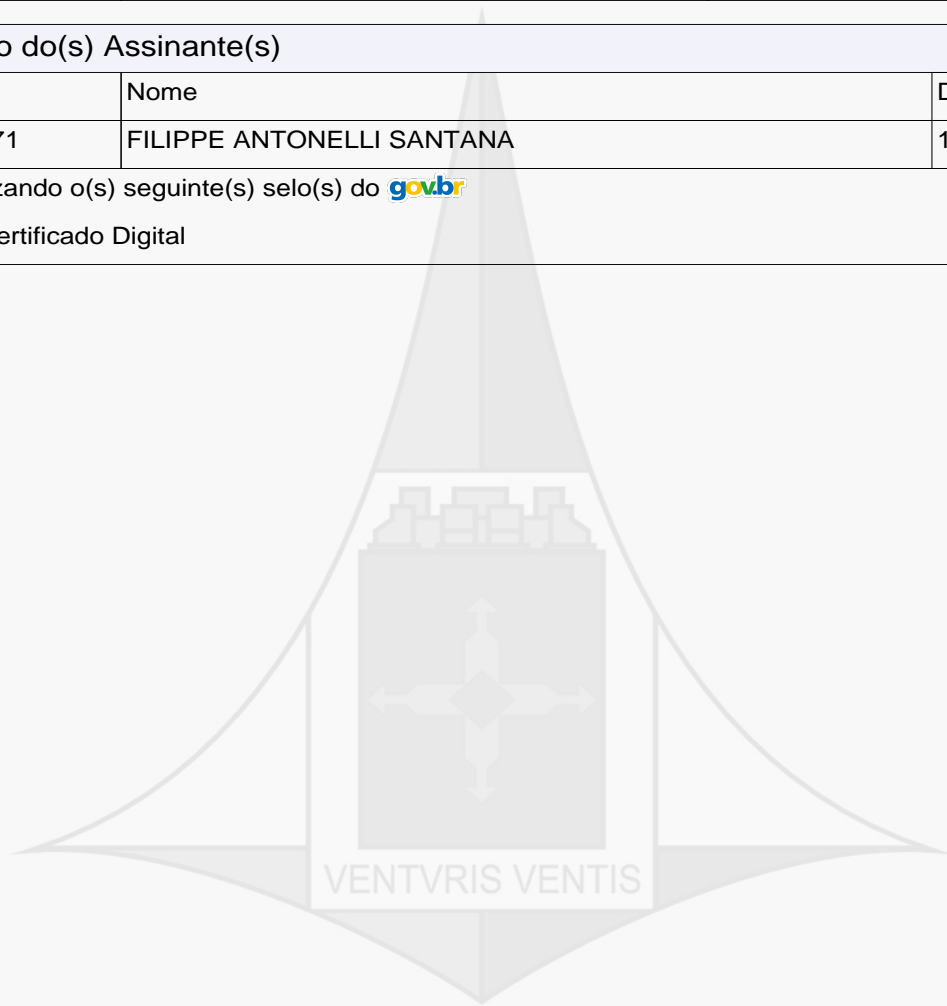 o do(s) Assinante(s)
Nome D
71 FILIPPE ANTONELLI SANTANA 1
zando o(s) seguinte(s) selo(s) do gov.br
ertificado Digital
VENTVRIS VENTIS